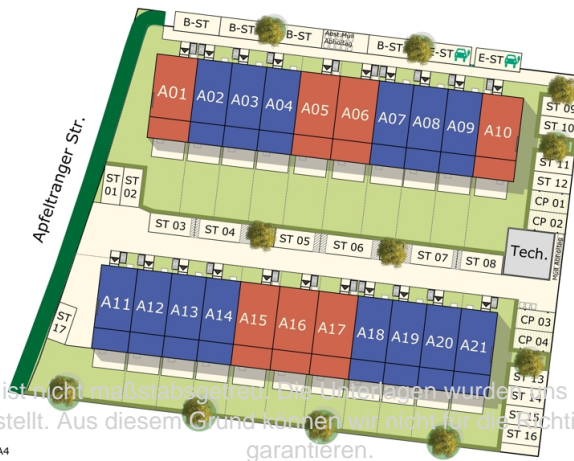 B-ST B-ST B-ST Abst.Müll Abholtag B-ST E-ST E-ST
A01 A02 A03 A04 A05 A06 A07 A08 A09 A10
ST 09
ST 10
ST 11
ST 12
CP 01
CP 02
Apfeltranger Str.
ST 01 ST 02
ST 03 ST 04 ST 05 ST 06 ST 07 ST 08
Tech.
Müll Abholtag
A11 A12 A13 A14 A15 A16 A17 A18 A19 A20 A21
ST 17
CP 03
CP 04
ST 13
ST 14
ST 15
ST 16
ist nicht maßstabsgetreu. Die Unterlagen wurden uns
stellt. Aus diesem Grund können wir nicht für die Richti
garantieren.
A4